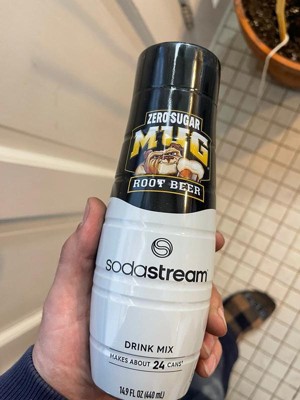 ZERO SUGAR
MUG
ROOT BEER
sodastream
DRINK MIX
MAKES ABOUT 24 CANS*
14.9 FL OZ (440 mL)